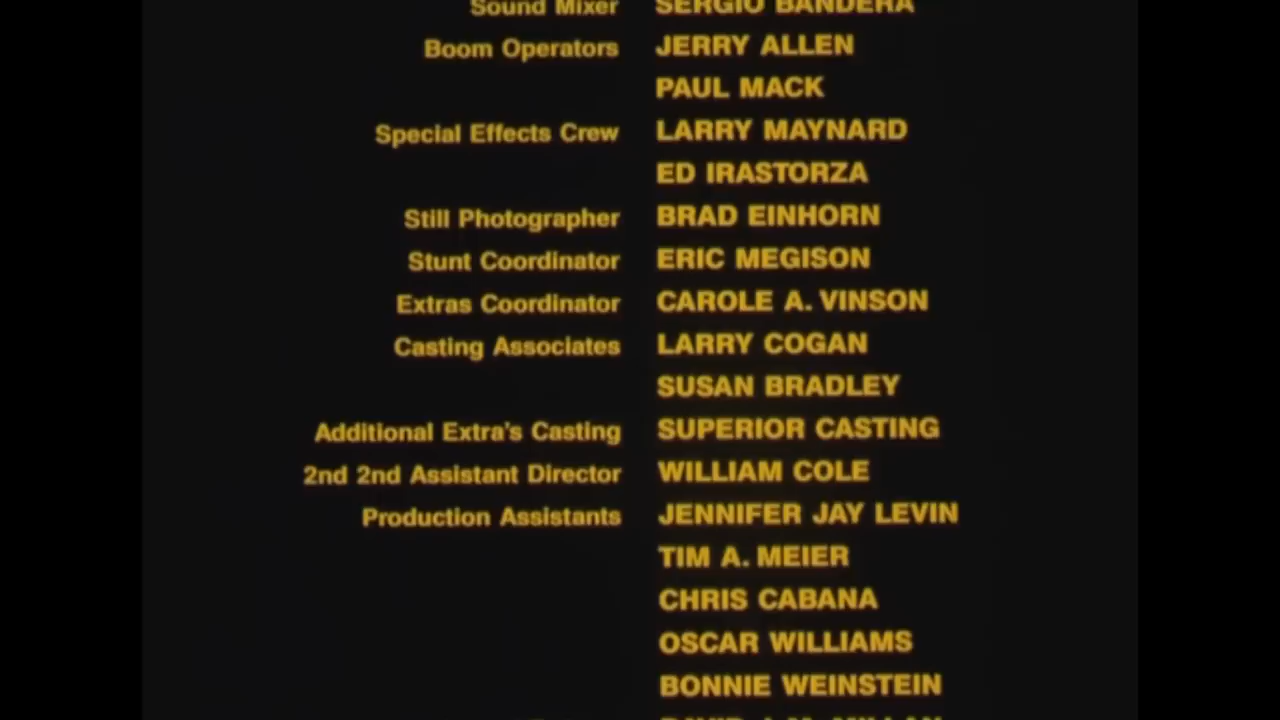 Sound Mixer SERGIO BANDERA
Boom Operators JERRY ALLEN
PAUL MACK
Special Effects Crew LARRY MAYNARD
ED IRASTORZA
Still Photographer BRAD EINHORN
Stunt Coordinator ERIC MEGISON
Extras Coordinator CAROLE A. VINSON
Casting Associates LARRY COGAN
SUSAN BRADLEY
Additional Extra's Casting SUPERIOR CASTING
2nd 2nd Assistant Director WILLIAM COLE
Production Assistants JENNIFER JAY LEVIN
TIM A. MEIER
CHRIS CABANA
OSCAR WILLIAMS
BONNIE WEINSTEIN